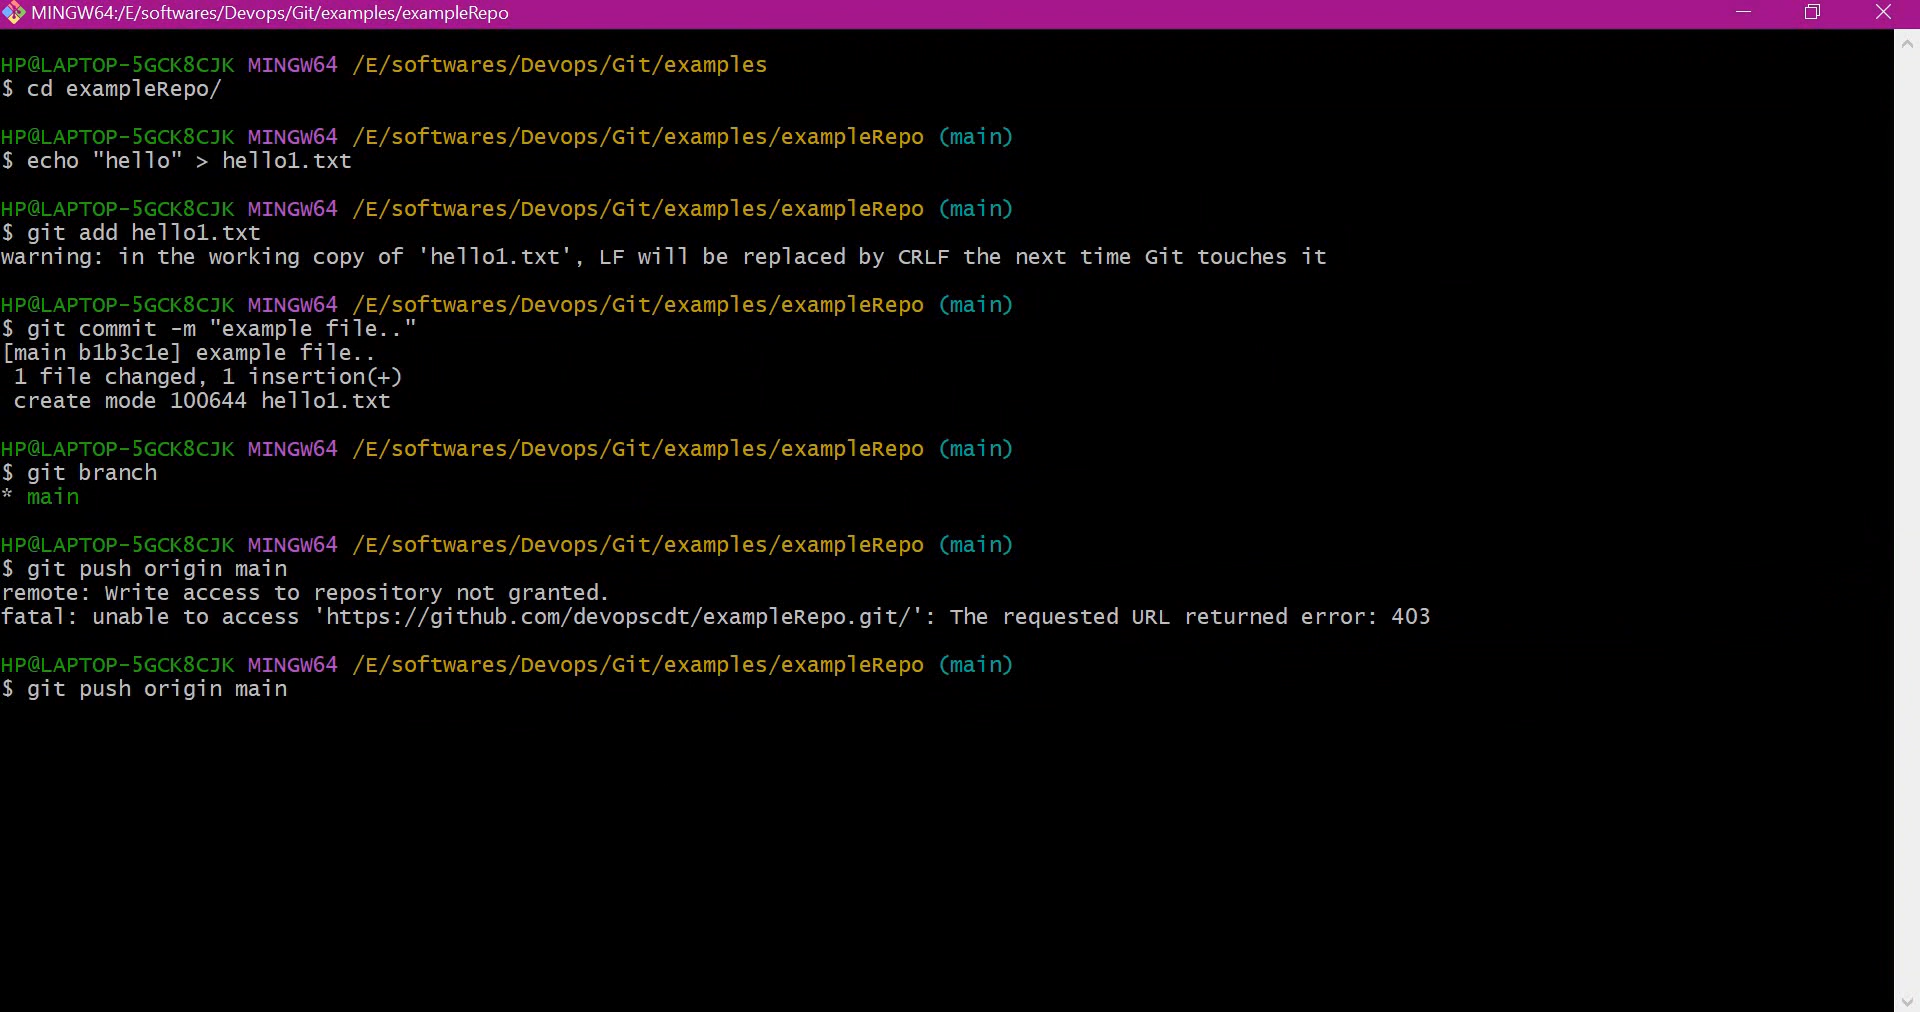 MINGW64:/E/softwares/Devops/Git/examples/exampleRepo
HP@LAPTOP-5GCK8CJK MINGW64 /E/softwares/Devops/Git/examples
$ cd exampleRepo/
HP@LAPTOP-5GCK8CJK MINGW64 /E/softwares/Devops/Git/examples/exampleRepo (main)
$ echo "hello" > hello1.txt
HP@LAPTOP-5GCK8CJK MINGW64 /E/softwares/Devops/Git/examples/exampleRepo (main)
$ git add hello1.txt
warning: in the working copy of 'hello1.txt', LF will be replaced by CRLF the next time Git touches it
HP@LAPTOP-5GCK8CJK MINGW64 /E/softwares/Devops/Git/examples/exampleRepo (main)
$ git commit -m "example file.."
[main b1b3c1e] example file..
 1 file changed, 1 insertion(+)
 create mode 100644 hello1.txt
HP@LAPTOP-5GCK8CJK MINGW64 /E/softwares/Devops/Git/examples/exampleRepo (main)
$ git branch
* main
HP@LAPTOP-5GCK8CJK MINGW64 /E/softwares/Devops/Git/examples/exampleRepo (main)
$ git push origin main
remote: Write access to repository not granted.
fatal: unable to access 'https://github.com/devopscdt/exampleRepo.git/': The requested URL returned error: 403
HP@LAPTOP-5GCK8CJK MINGW64 /E/softwares/Devops/Git/examples/exampleRepo (main)
$ git push origin main